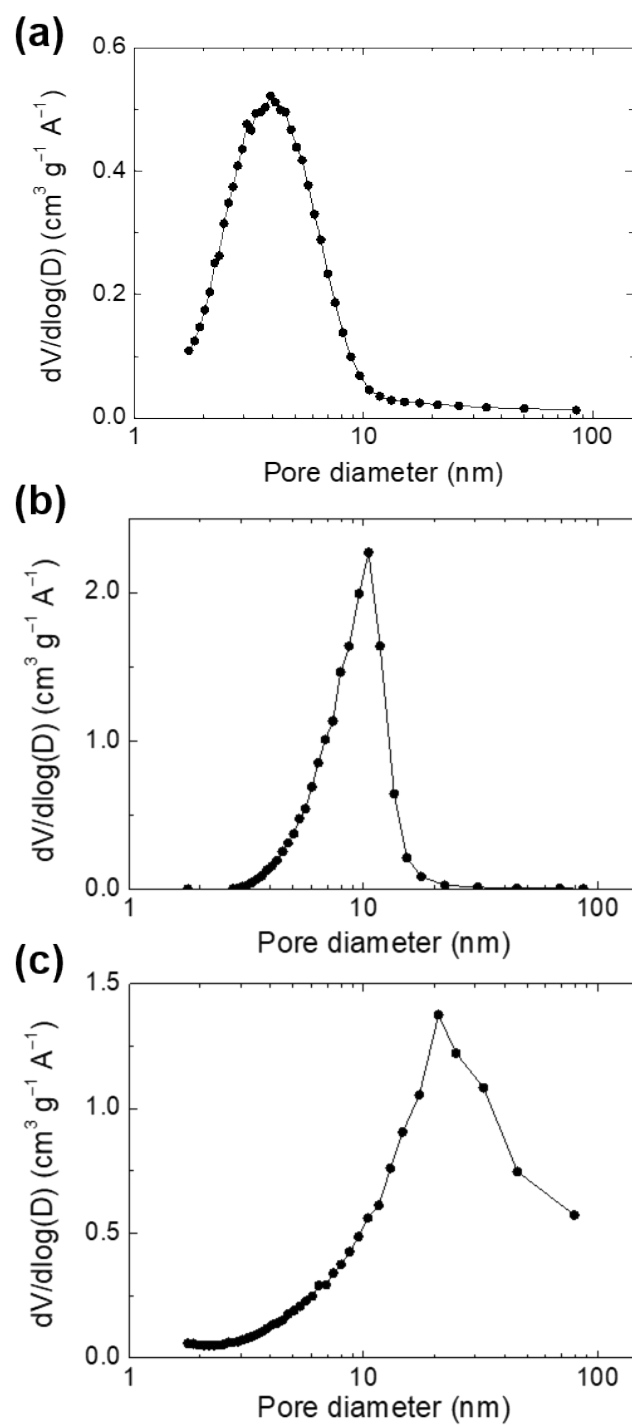 (a)
0.6
0.4
0.2
0.0
dV/dlog(D) (cm³ g⁻¹ A⁻¹)
1 10 100
Pore diameter (nm)
(b)
2.0
1.0
0.0
dV/dlog(D) (cm³ g⁻¹ A⁻¹)
1 10 100
Pore diameter (nm)
(c)
1.5
1.0
0.5
0.0
dV/dlog(D) (cm³ g⁻¹ A⁻¹)
1 10 100
Pore diameter (nm)